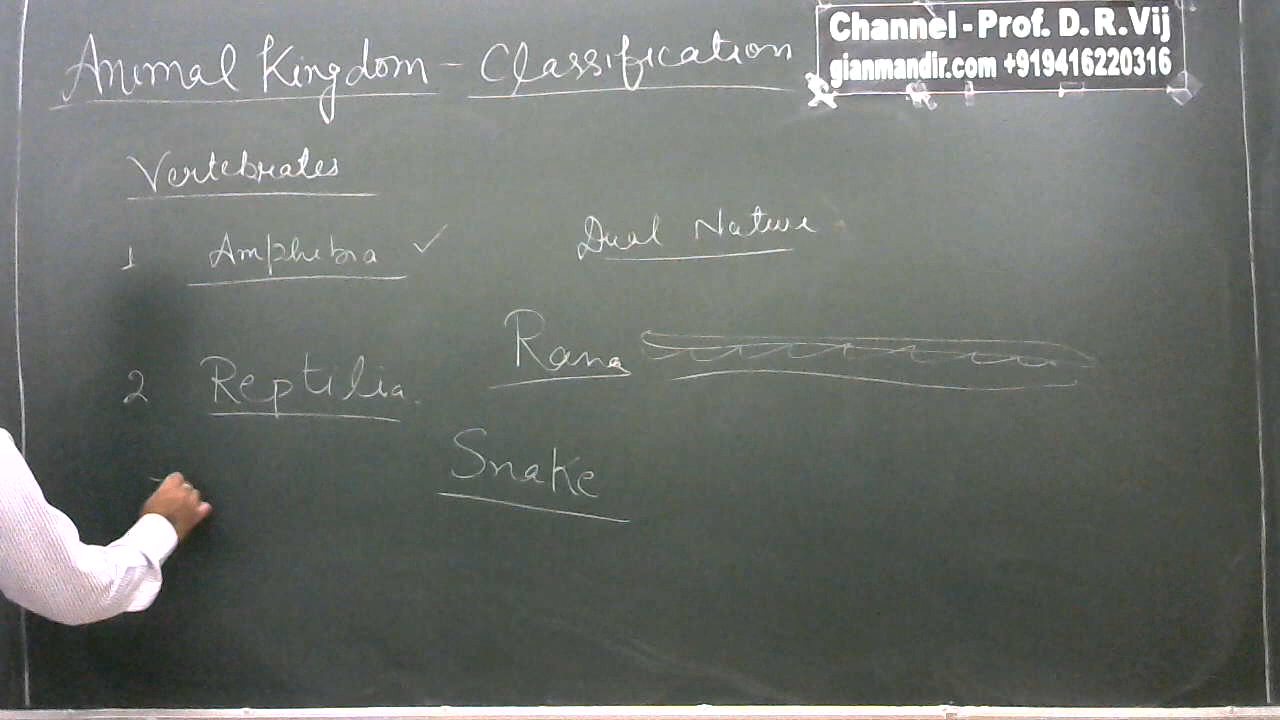 Animal Kingdom - Classification
Channel - Prof. D. R. Vij
gianmandir.com +919416220316
Vertebrates
1 Amphibia ✓ Dual Nature
2 Reptilia. Rana
Snake